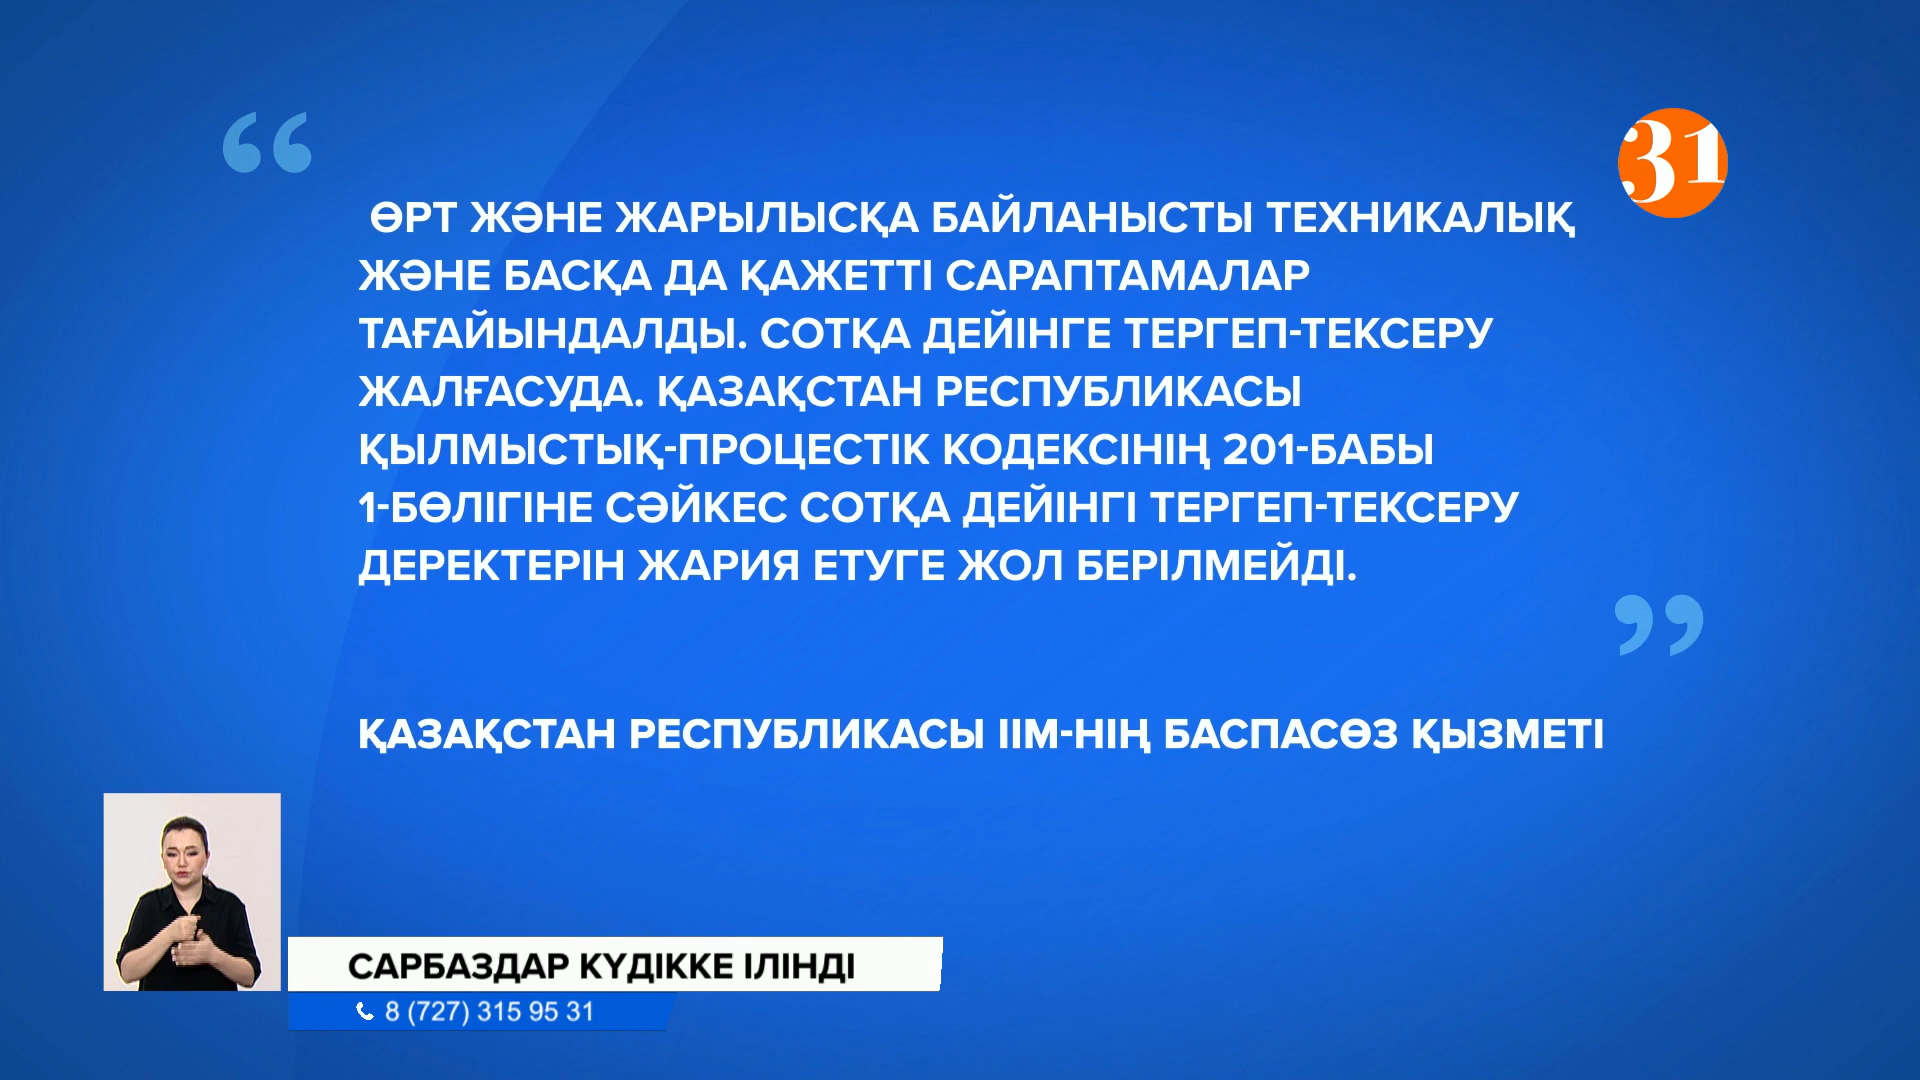 31
ӨРТ ЖӘНЕ ЖАРЫЛЫСҚА БАЙЛАНЫСТЫ ТЕХНИКАЛЫҚ
ЖӘНЕ БАСҚА ДА ҚАЖЕТТІ САРАПТАМАЛАР
ТАҒАЙЫНДАЛДЫ. СОТҚА ДЕЙІНГЕ ТЕРГЕП-ТЕКСЕРУ
ЖАЛҒАСУДА. ҚАЗАҚСТАН РЕСПУБЛИКАСЫ
ҚЫЛМЫСТЫҚ-ПРОЦЕСТІК КОДЕКСІНІҢ 201-БАБЫ
1-БӨЛІГІНЕ СӘЙКЕС СОТҚА ДЕЙІНГІ ТЕРГЕП-ТЕКСЕРУ
ДЕРЕКТЕРІН ЖАРИЯ ЕТУГЕ ЖОЛ БЕРІЛМЕЙДІ.
ҚАЗАҚСТАН РЕСПУБЛИКАСЫ ІІМ-НІҢ БАСПАСӨЗ ҚЫЗМЕТІ
САРБАЗДАР КҮДІККЕ ІЛІНДІ
8 (727) 315 95 31